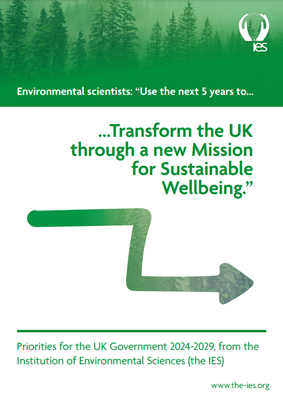 ies
Environmental scientists: “Use the next 5 years to...
...Transform the UK
through a new Mission
for Sustainable
Wellbeing.”
Priorities for the UK Government 2024-2029, from the
Institution of Environmental Sciences (the IES)
www.the-ies.org